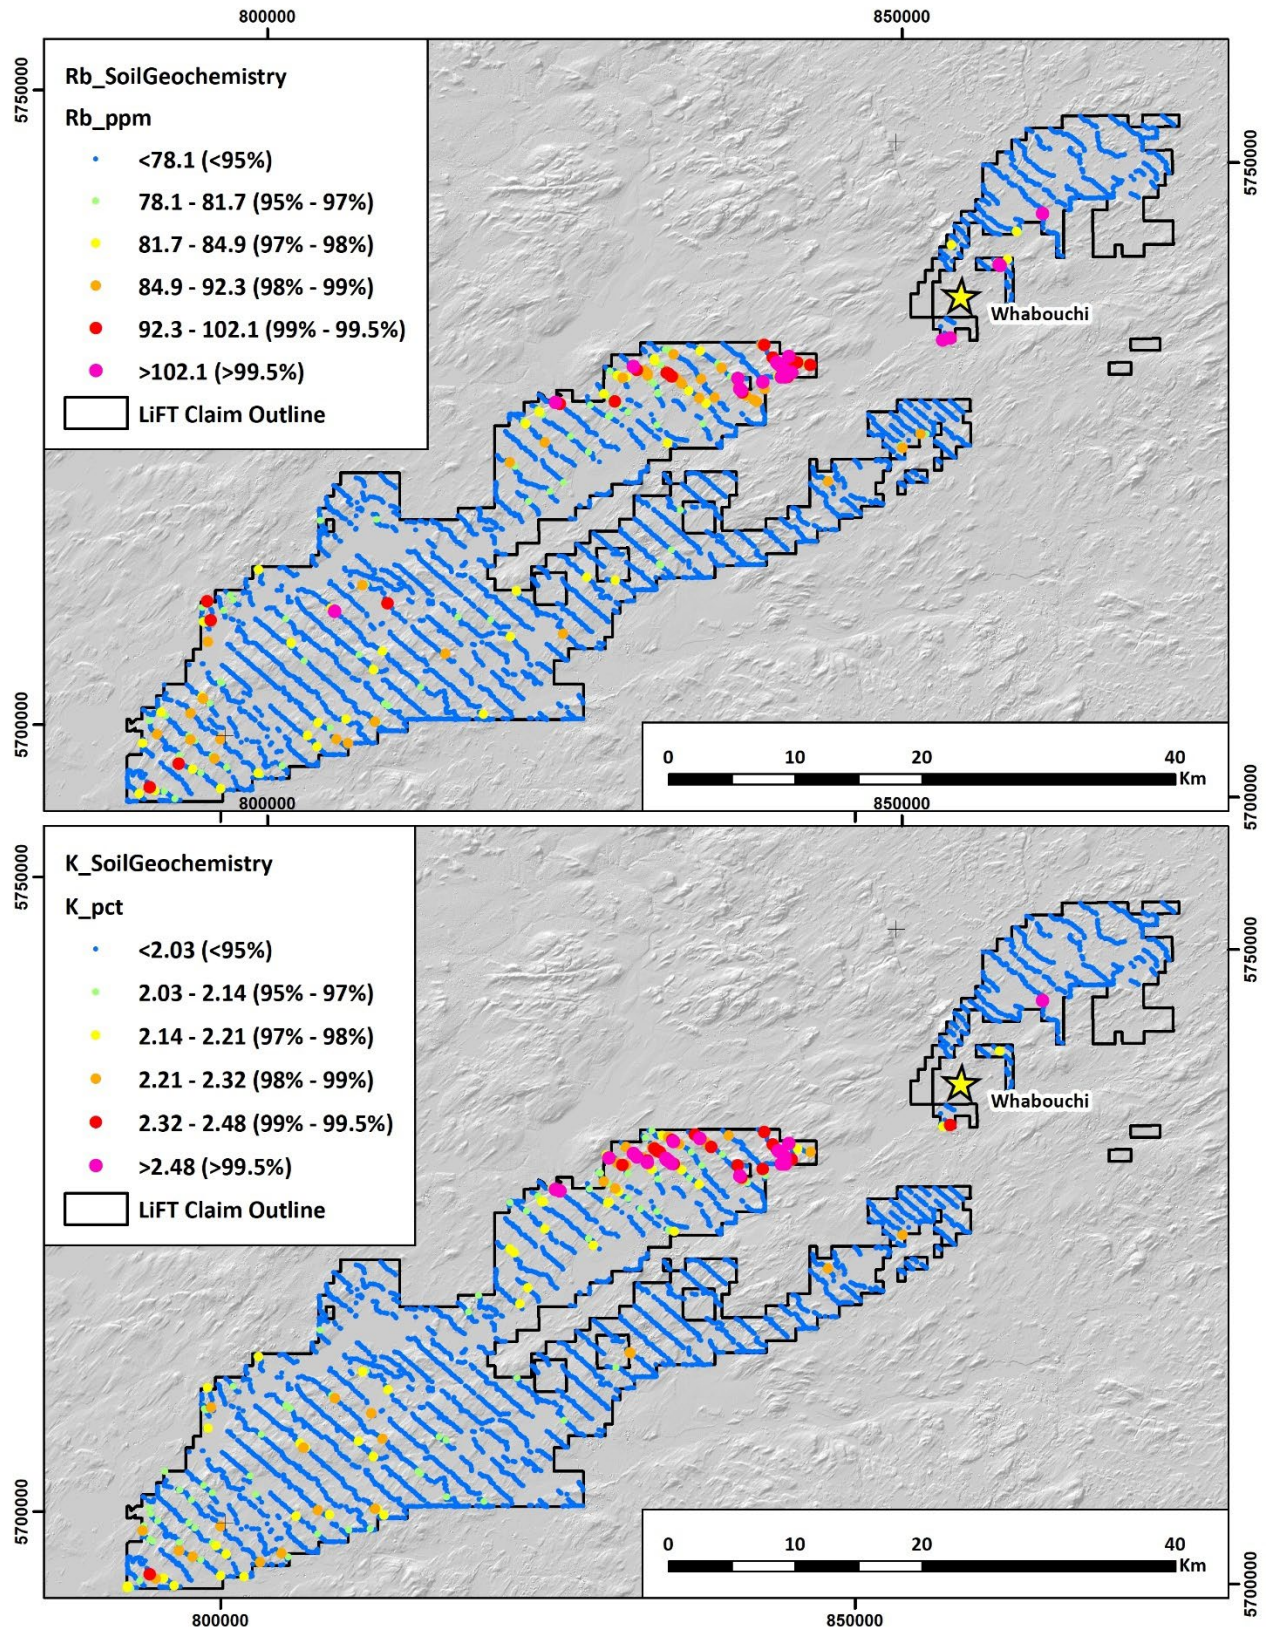 800000
850000
Rb_SoilGeochemistry
Rb_ppm
<78.1 (<95%)
78.1 - 81.7 (95% - 97%)
81.7 - 84.9 (97% - 98%)
84.9 - 92.3 (98% - 99%)
92.3 - 102.1 (99% - 99.5%)
>102.1 (>99.5%)
LiFT Claim Outline
5750000
5750000
Whabouchi
5700000
5700000
0
10
20
40
Km
800000
850000
K_SoilGeochemistry
K_pct
<2.03 (<95%)
2.03 - 2.14 (95% - 97%)
2.14 - 2.21 (97% - 98%)
2.21 - 2.32 (98% - 99%)
2.32 - 2.48 (99% - 99.5%)
>2.48 (>99.5%)
LiFT Claim Outline
5750000
5750000
Whabouchi
5700000
5700000
0
10
20
40
Km
800000
850000